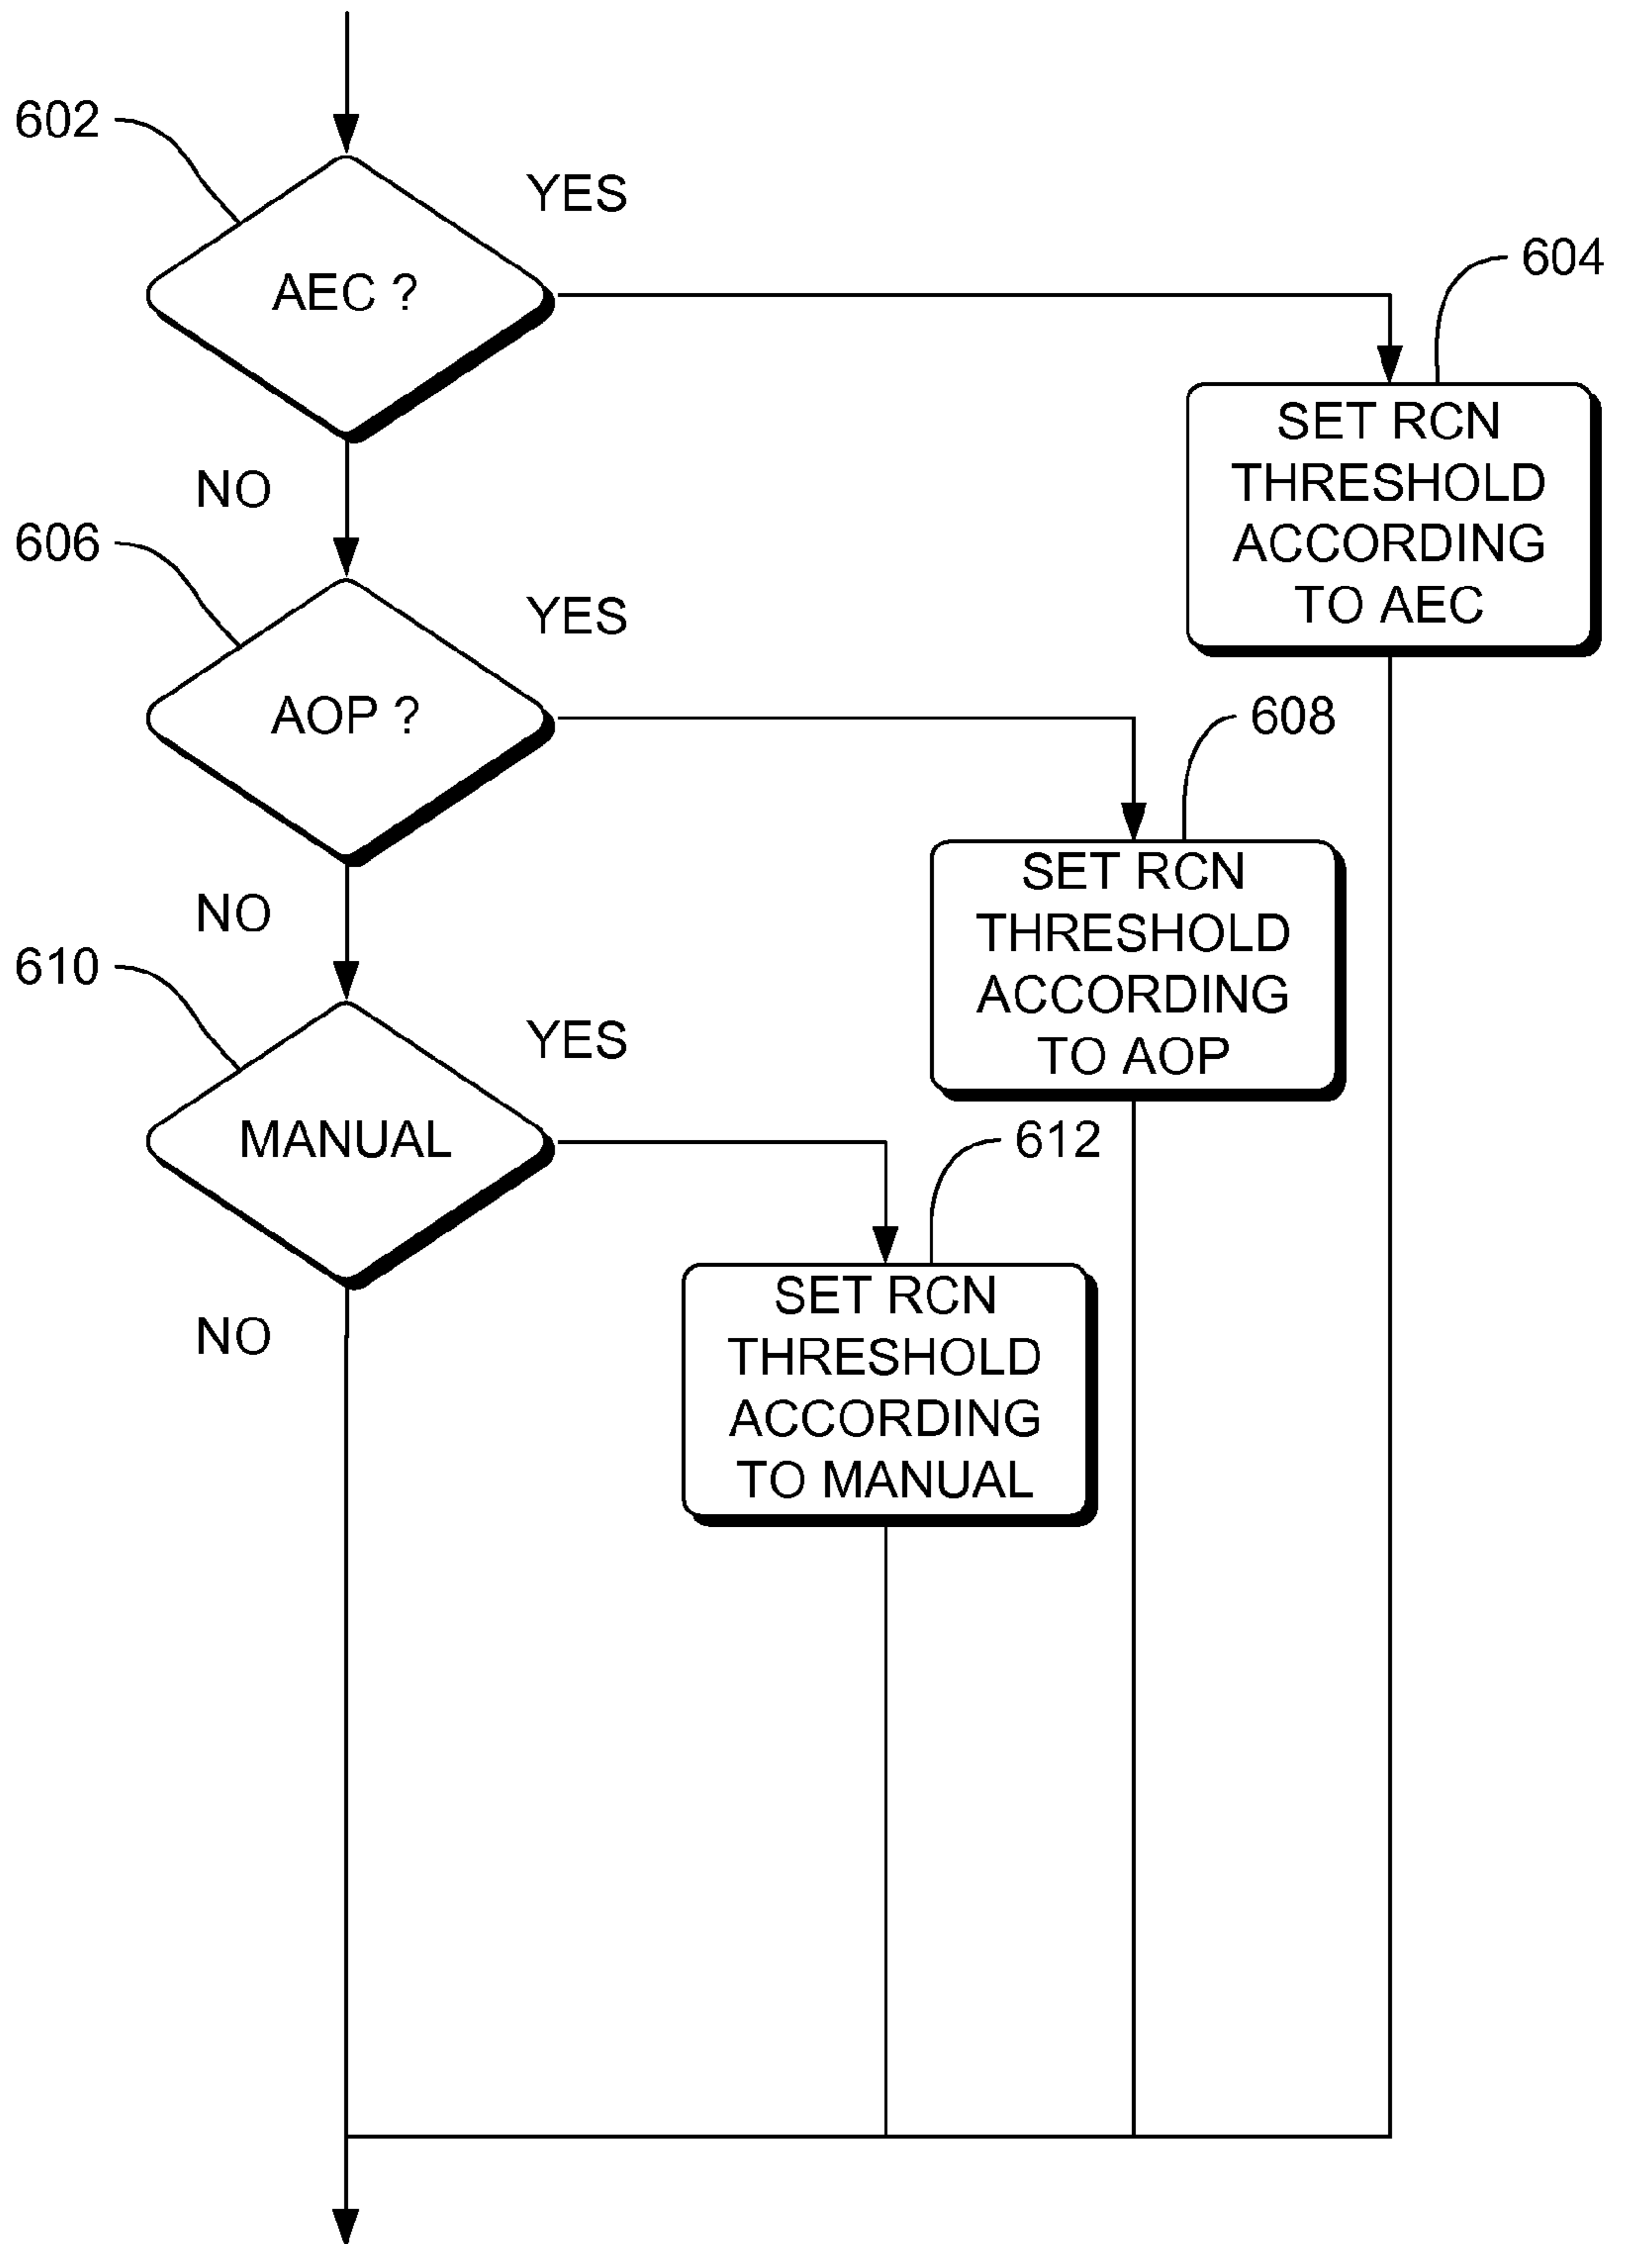 602
YES
AEC ?
604
SET RCN
THRESHOLD
ACCORDING
TO AEC
NO
606
YES
AOP ?
608
SET RCN
THRESHOLD
ACCORDING
TO AOP
NO
610
YES
MANUAL
612
SET RCN
THRESHOLD
ACCORDING
TO MANUAL
NO